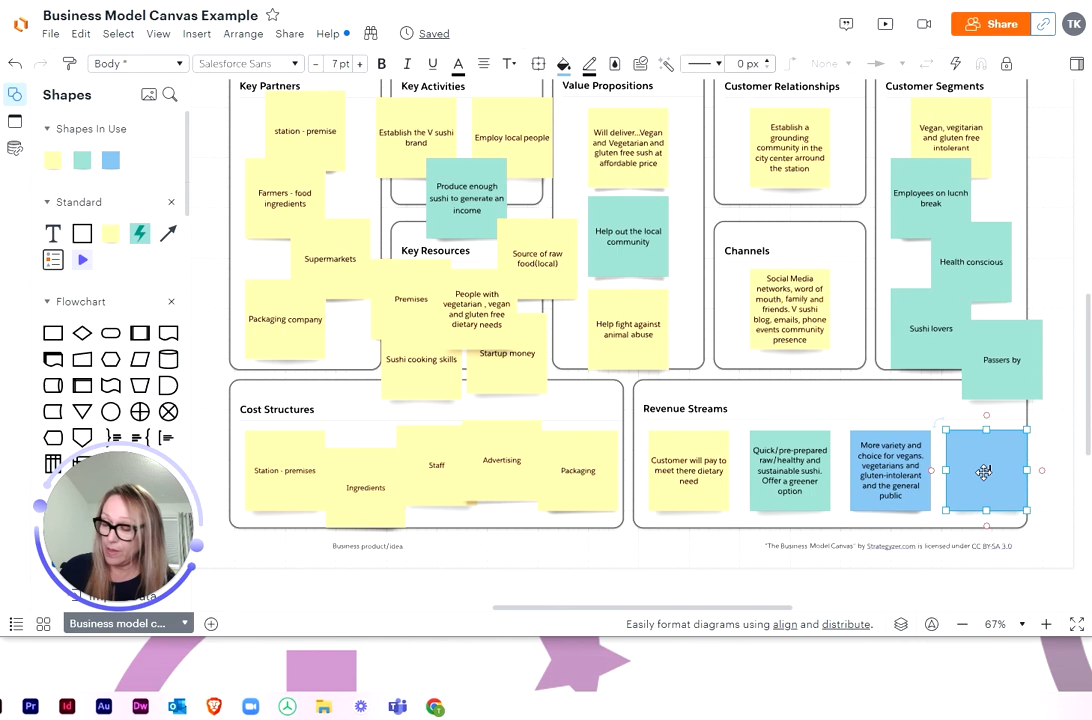 Business Model Canvas Example
File Edit Select View Insert Arrange Share Help Saved
Share
TK
Body * Salesforce Sans 7 pt B I U A T 0 px None
Shapes
Shapes In Use
Standard
T
Flowchart
Key Partners
station - premise
Farmers - food
ingredients
Supermarkets
Packaging company
Key Activities
Establish the V sushi
brand
Employ local people
Produce enough
sushi to generate an
income
Key Resources
Source of raw
food(local)
Premises
People with
vegetarian , vegan
and gluten free
dietary needs
Sushi cooking skills
Startup money
Value Propositions
Will deliver...Vegan
and Vegetarian and
gluten free sush at
affordable price
Help out the local
community
Help fight against
animal abuse
Customer Relationships
Establish a
grounding
community in the
city center arround
the station
Channels
Social Media
networks, word of
mouth, family and
friends. V sushi
blog, emails, phone
events community
presence
Customer Segments
Vegan, vegitarian
and gluten free
intolerant
Employees on lucnh
break
Health conscious
Sushi lovers
Passers by
Cost Structures
Station - premises
Ingredients
Staff
Advertising
Packaging
Revenue Streams
Customer will pay to
meet there dietary
need
Quick/pre-prepared
raw/healthy and
sustainable sushi.
Offer a greener
option
More variety and
choice for vegans.
vegetarians and
gluten-intolerant
and the general
public
Business product/idea
"The Business Model Canvas" by Strategyzer.com is licensed under CC BY-SA 3.0
Business model c...
Easily format diagrams using align and distribute.
67%
Pr Id Au Dw